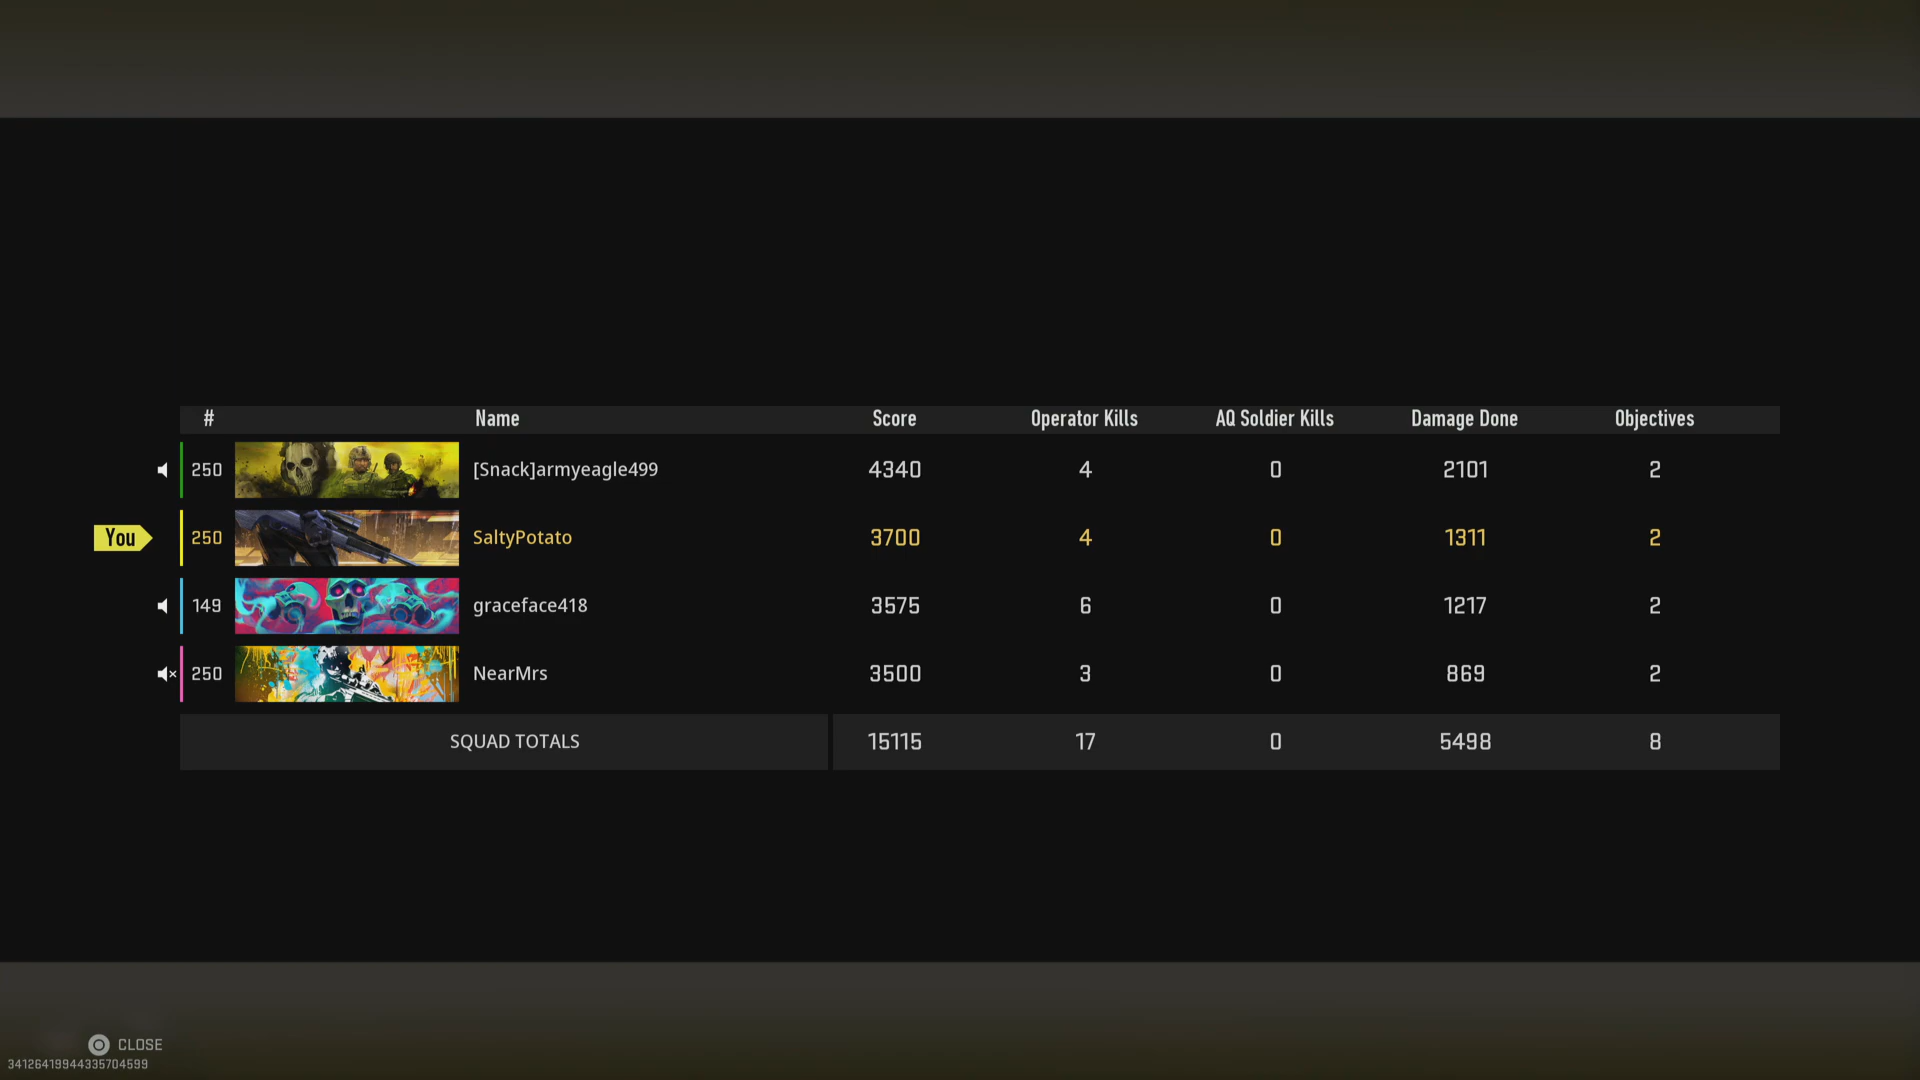 # Name Score Operator Kills AQ Soldier Kills Damage Done Objectives
250 [Snack]armyeagle499 4340 4 0 2101 2
You 250 SaltyPotato 3700 4 0 1311 2
149 graceface418 3575 6 0 1217 2
250 NearMrs 3500 3 0 869 2
SQUAD TOTALS 15115 17 0 5498 8
CLOSE
34126419944335704599